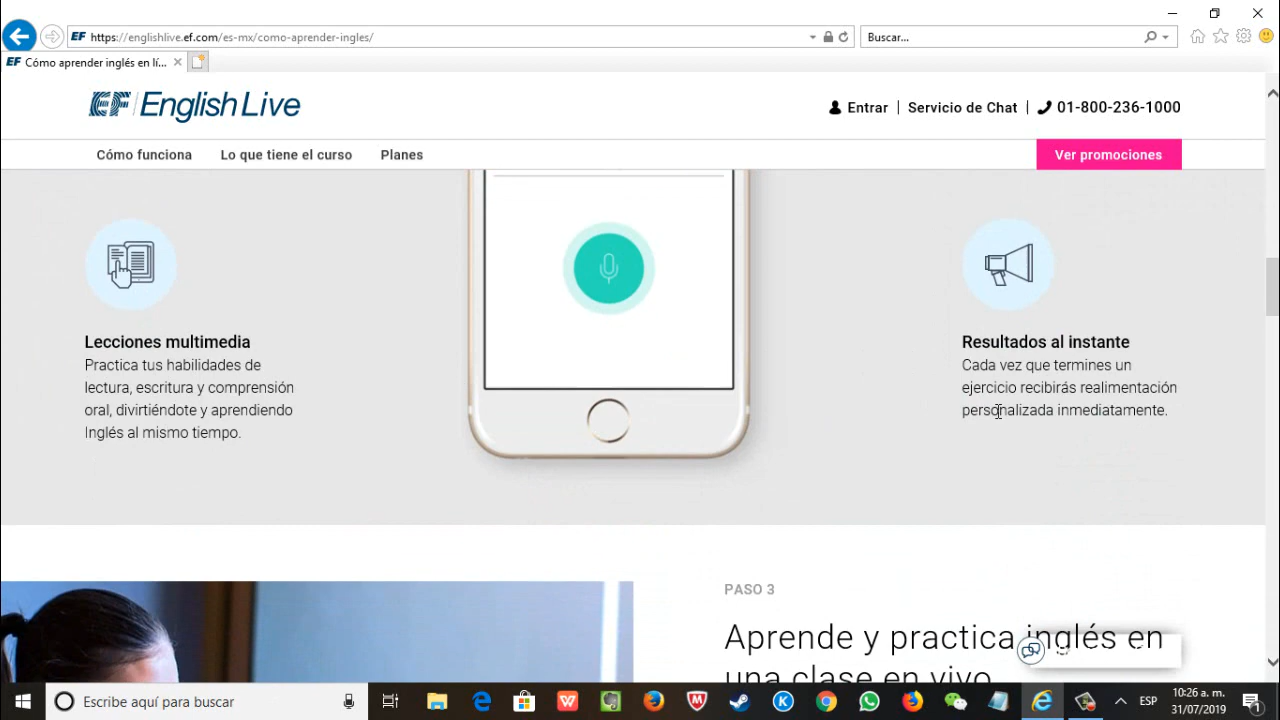 EF https://englishlive.ef.com/es-mx/como-aprender-ingles/
Buscar...
EF Cómo aprender inglés en lí...
EF English Live
Entrar | Servicio de Chat | 01-800-236-1000
Cómo funciona
Lo que tiene el curso
Planes
Ver promociones
Lecciones multimedia
Practica tus habilidades de
lectura, escritura y comprensión
oral, divirtiéndote y aprendiendo
Inglés al mismo tiempo.
Resultados al instante
Cada vez que termines un
ejercicio recibirás realimentación
personalizada inmediatamente.
PASO 3
Aprende y practica inglés en
una clase en vivo
Escribe aquí para buscar
ESP
10:26 a. m.
31/07/2019
1